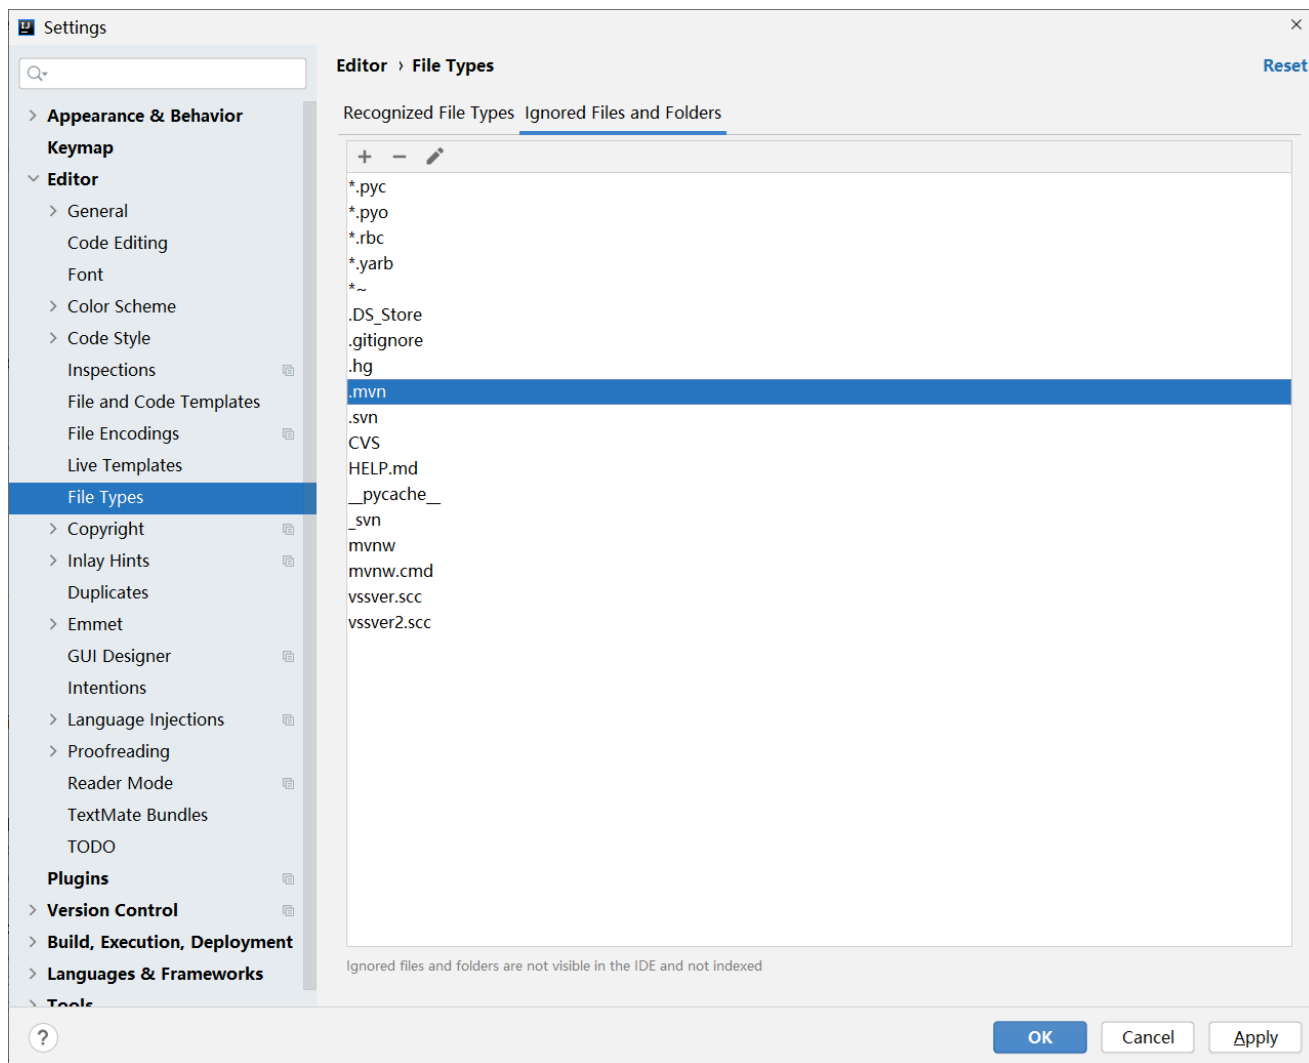 Settings
Editor › File Types
Reset
Appearance & Behavior
Keymap
Editor
General
Code Editing
Font
Color Scheme
Code Style
Inspections
File and Code Templates
File Encodings
Live Templates
File Types
Copyright
Inlay Hints
Duplicates
Emmet
GUI Designer
Intentions
Language Injections
Proofreading
Reader Mode
TextMate Bundles
TODO
Plugins
Version Control
Build, Execution, Deployment
Languages & Frameworks
Tools
Recognized File Types Ignored Files and Folders
*.pyc
*.pyo
*.rbc
*.yarb
*~
.DS_Store
.gitignore
.hg
.mvn
.svn
CVS
HELP.md
__pycache__
_svn
mvnw
mvnw.cmd
vssver.scc
vssver2.scc
Ignored files and folders are not visible in the IDE and not indexed
?
OK
Cancel
Apply